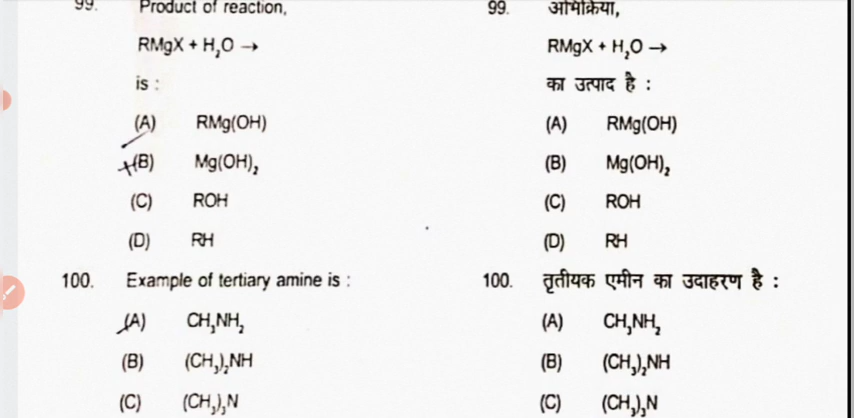 99. Product of reaction,
RMgX + H₂O →
is :
(A) RMg(OH)
(B) Mg(OH)₂
(C) ROH
(D) RH
100. Example of tertiary amine is :
(A) CH₃NH₂
(B) (CH₃)₂NH
(C) (CH₃)₃N
99. अभिक्रिया,
RMgX + H₂O →
का उत्पाद है :
(A) RMg(OH)
(B) Mg(OH)₂
(C) ROH
(D) RH
100. तृतीयक एमीन का उदाहरण है :
(A) CH₃NH₂
(B) (CH₃)₂NH
(C) (CH₃)₃N